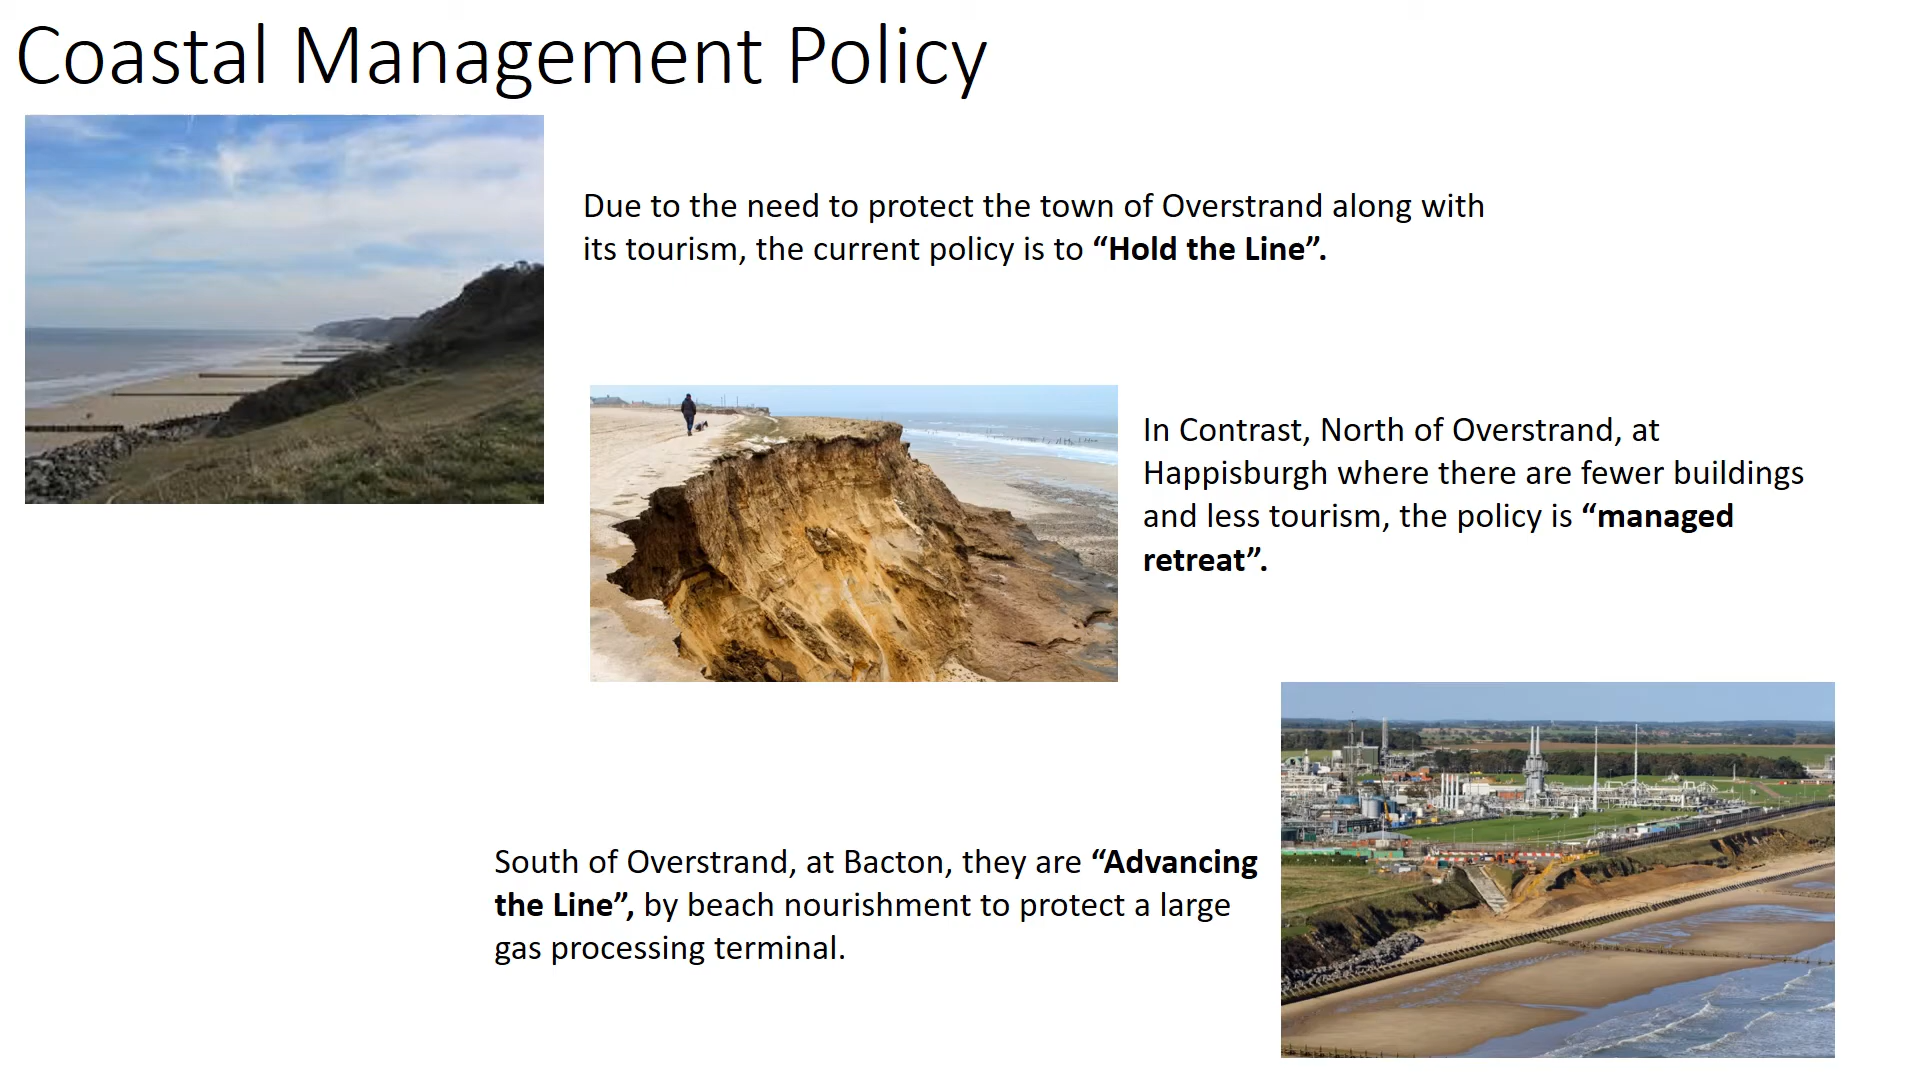 Coastal Management Policy
Due to the need to protect the town of Overstrand along with
its tourism, the current policy is to “Hold the Line”.
In Contrast, North of Overstrand, at
Happisburgh where there are fewer buildings
and less tourism, the policy is “managed
retreat”.
South of Overstrand, at Bacton, they are “Advancing
the Line”, by beach nourishment to protect a large
gas processing terminal.